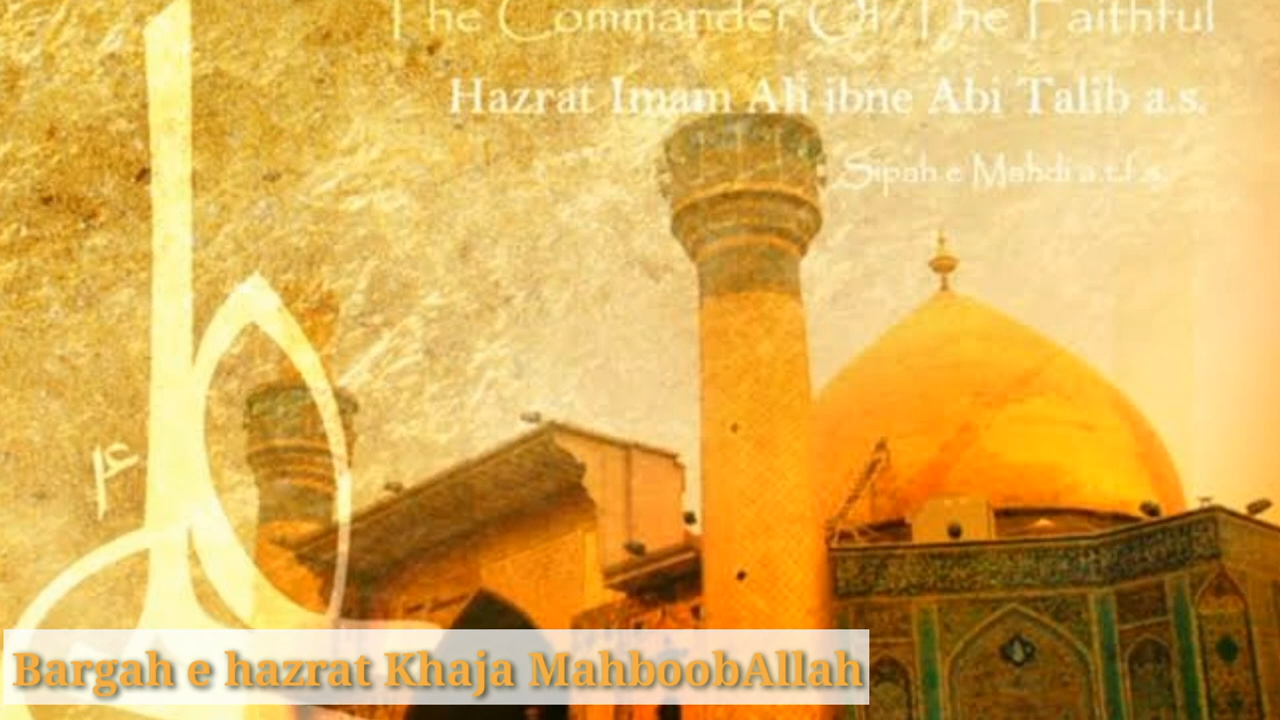 The Commander Of The Faithful
Hazrat Imam Ali ibne Abi Talib a.s.
Sipah e Mahdi a.t.f.s.
Bargah e hazrat Khaja MahboobAllah